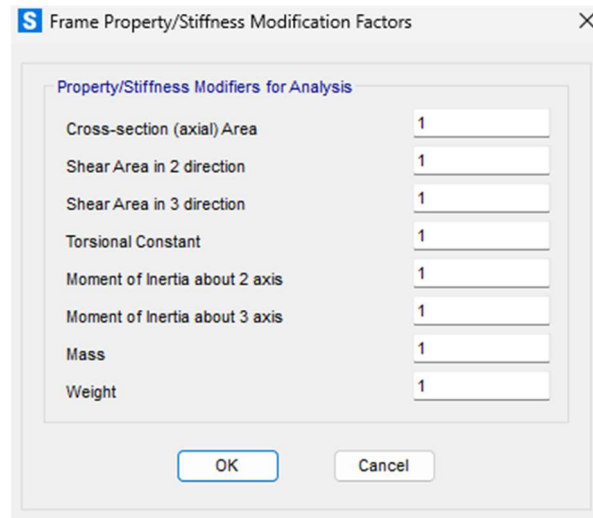 S Frame Property/Stiffness Modification Factors
Property/Stiffness Modifiers for Analysis
Cross-section (axial) Area 1
Shear Area in 2 direction 1
Shear Area in 3 direction 1
Torsional Constant 1
Moment of Inertia about 2 axis 1
Moment of Inertia about 3 axis 1
Mass 1
Weight 1
OK Cancel